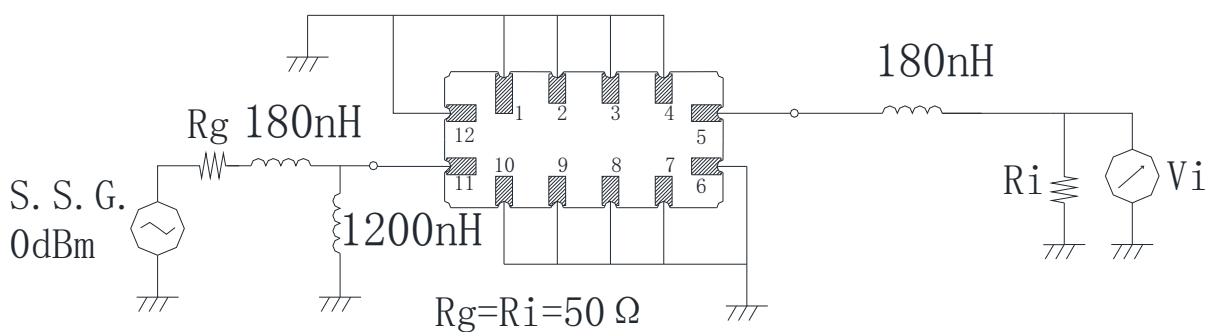 180nH
1 2 3 4
12 5
Rg 180nH
11 10 9 8 7 6
Ri
Vi
S. S. G.
0dBm
1200nH
Rg=Ri=50 Ω